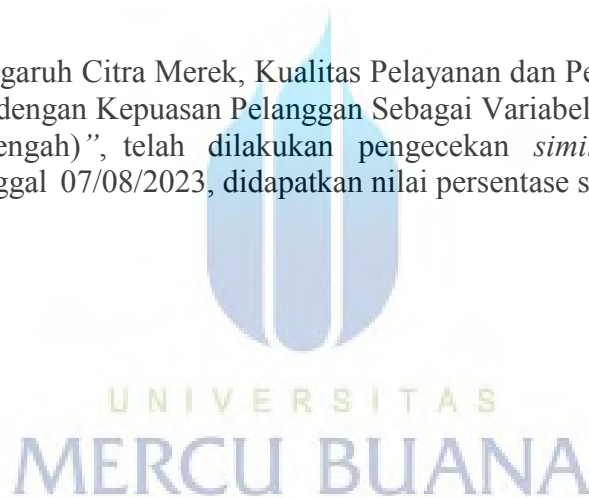 garuh Citra Merek, Kualitas Pelayanan dan Pe
dengan Kepuasan Pelanggan Sebagai Variabel
engah)”, telah dilakukan pengecekan simi
ggal 07/08/2023, didapatkan nilai persentase s
UNIVERSITAS
MERCU BUANA